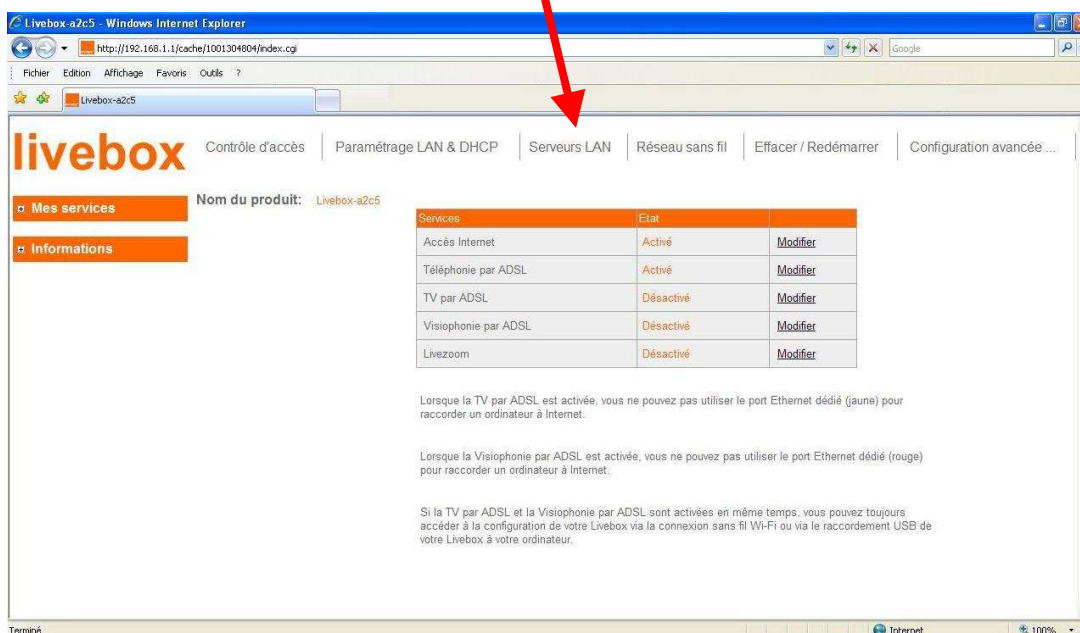 Livebox-a2c5 - Windows Internet Explorer
http://192.168.1.1/cache/1001304804/index.cgi
Google
Fichier Edition Affichage Favoris Outils ?
Livebox-a2c5
livebox
Contrôle d'accès
Paramétrage LAN & DHCP
Serveurs LAN
Réseau sans fil
Effacer / Redémarrer
Configuration avancée ...
Mes services
Informations
Nom du produit: Livebox-a2c5
Services Etat
Accès Internet Activé Modifier
Téléphonie par ADSL Activé Modifier
TV par ADSL Désactivé Modifier
Visiophonie par ADSL Désactivé Modifier
Livezoom Désactivé Modifier
Lorsque la TV par ADSL est activée, vous ne pouvez pas utiliser le port Ethernet dédié (jaune) pour
raccorder un ordinateur à Internet.
Lorsque la Visiophonie par ADSL est activée, vous ne pouvez pas utiliser le port Ethernet dédié (rouge)
pour raccorder un ordinateur à Internet.
Si la TV par ADSL et la Visiophonie par ADSL sont activées en même temps, vous pouvez toujours
accéder à la configuration de votre Livebox via la connexion sans fil Wi-Fi ou via le raccordement USB de
votre Livebox à votre ordinateur.
Terminé
Internet
100%